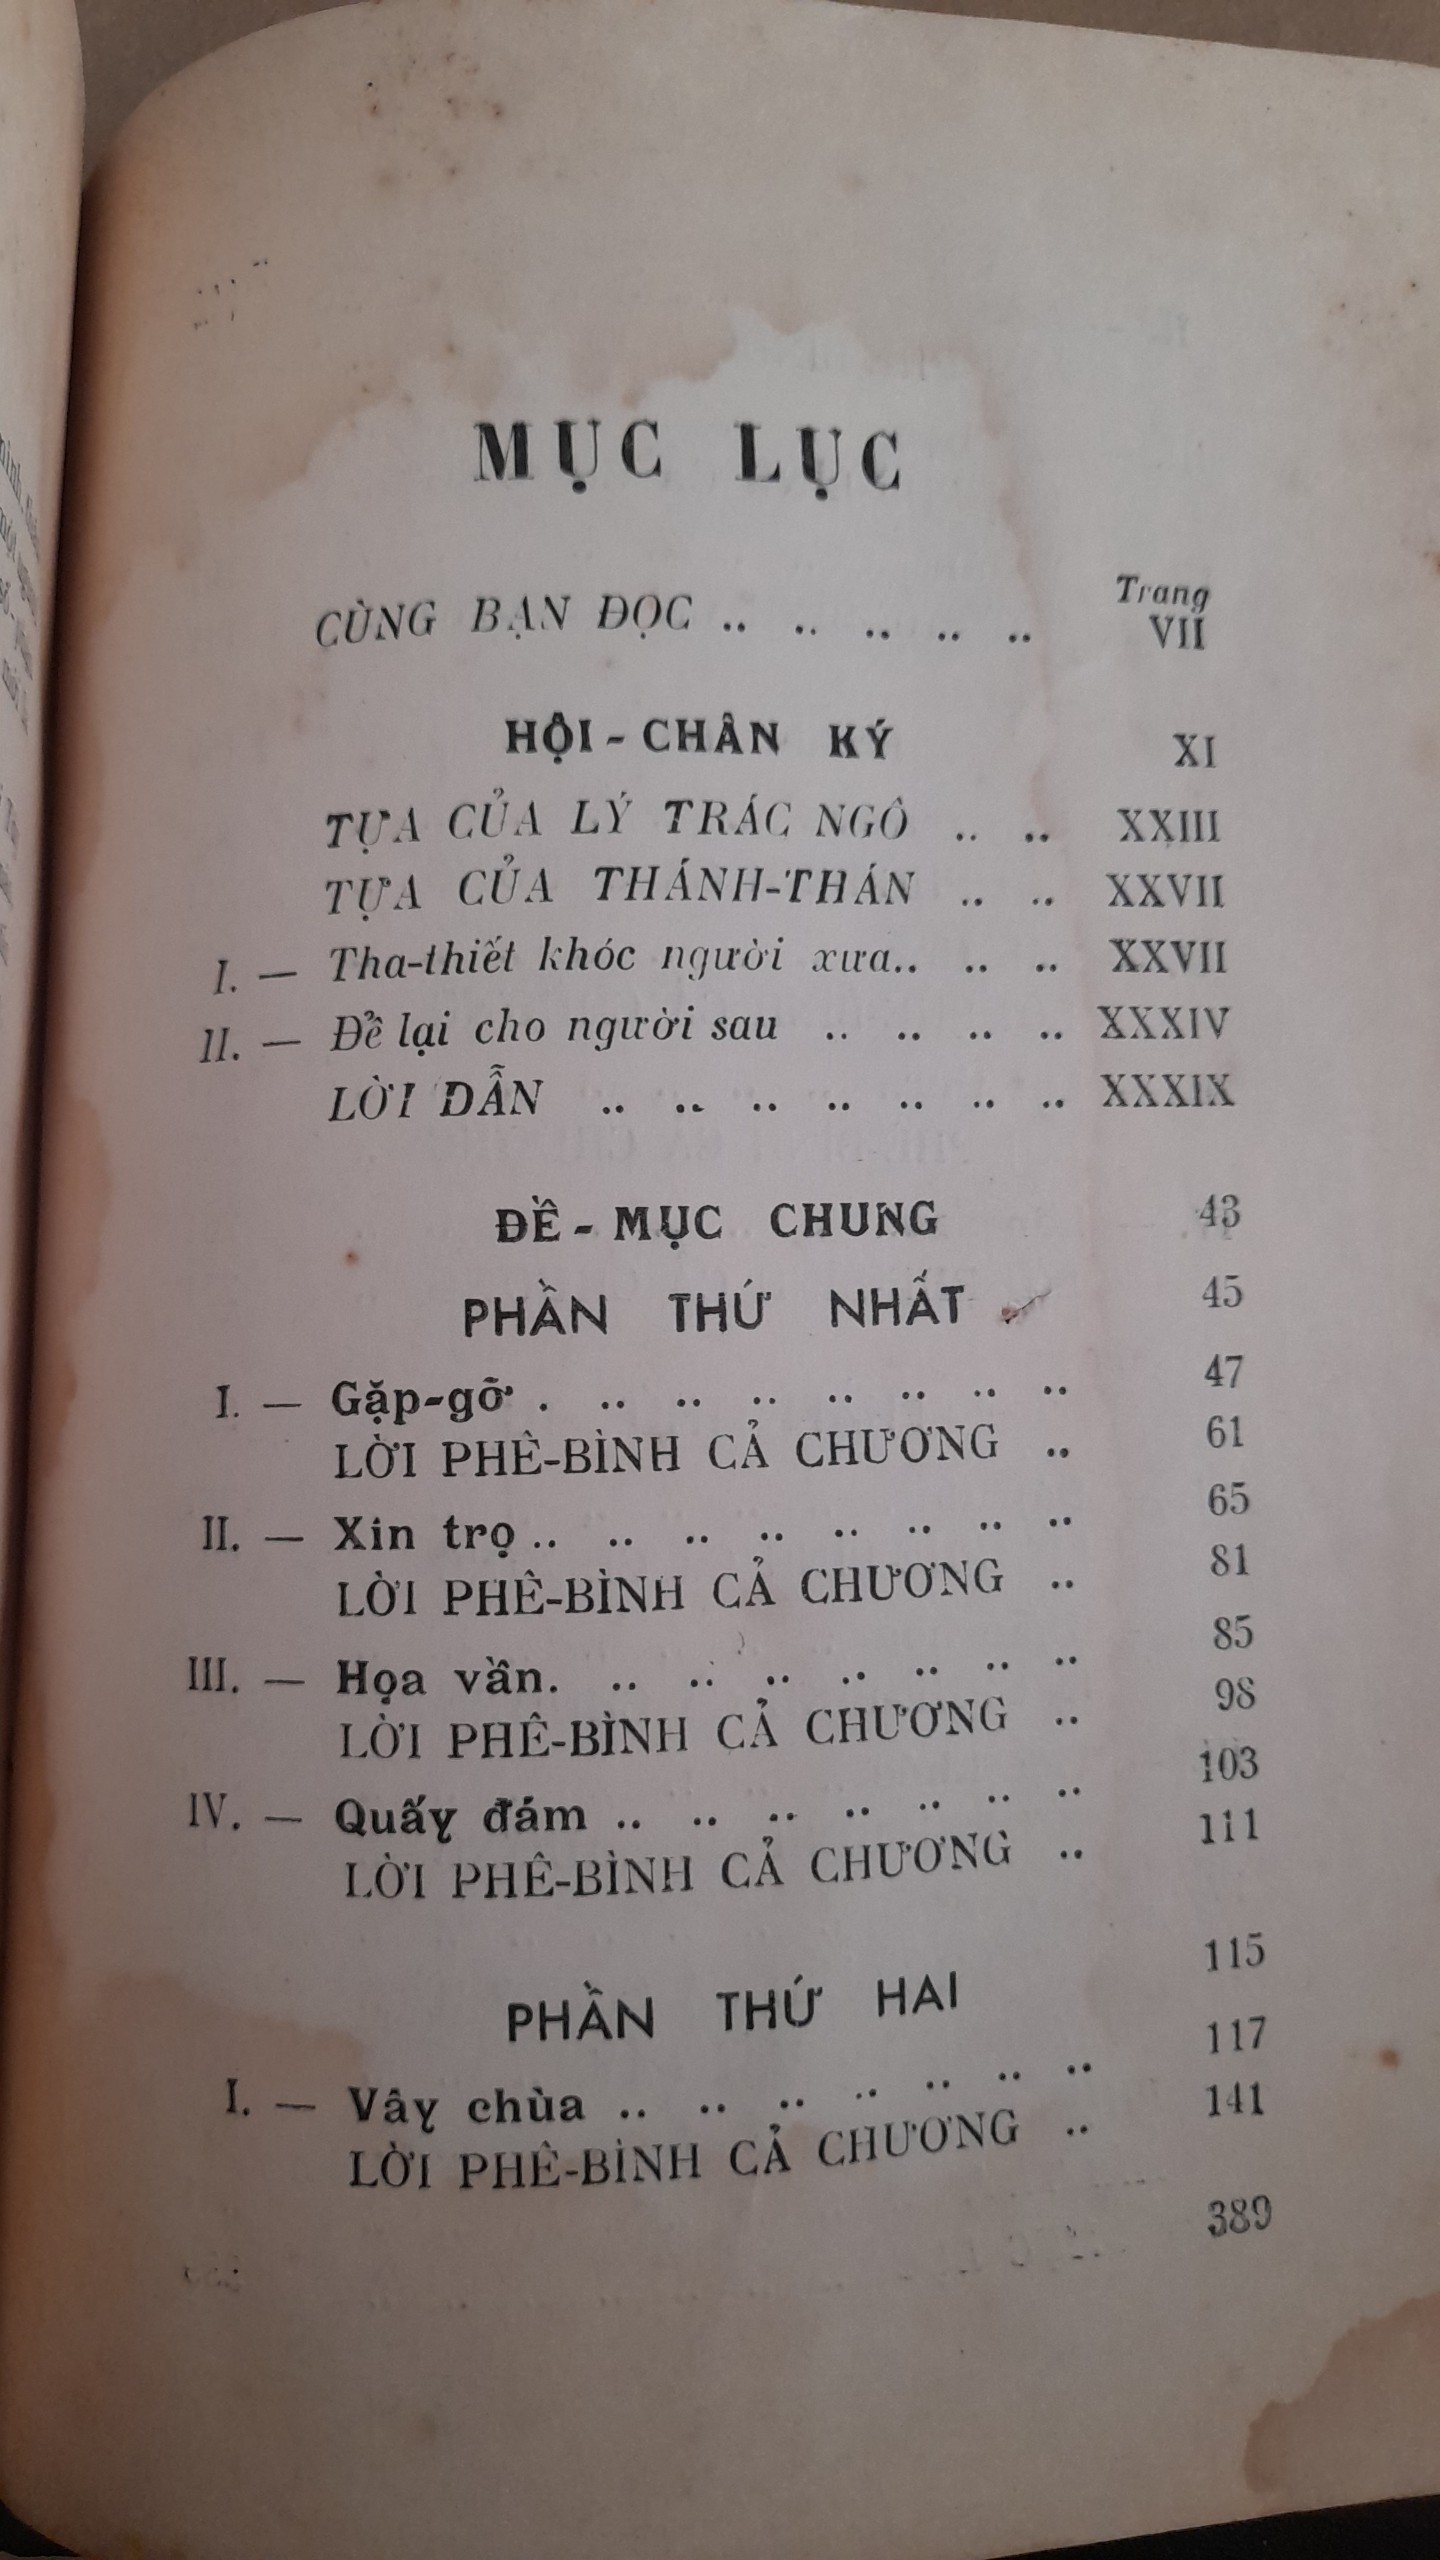 MỤC LỤC
Trang
CÙNG BẠN ĐỌC .. .. .. .. .. VII
HỘI - CHÂN KÝ XI
TỰA CỦA LÝ TRÁC NGÔ .. .. XXIII
TỰA CỦA THÁNH-THÁN .. .. XXVII
I. — Tha-thiết khóc người xưa.. .. .. XXVII
II. — Để lại cho người sau .. .. .. .. XXXIV
LỜI DẪN .. .. .. .. .. .. .. XXXIX
ĐỀ - MỤC CHUNG 43
PHẦN THỨ NHẤT 45
I. — Gặp-gỡ . .. .. .. .. .. .. .. 47
LỜI PHÊ-BÌNH CẢ CHƯƠNG .. 61
II. — Xin trọ .. .. .. .. .. .. .. .. 65
LỜI PHÊ-BÌNH CẢ CHƯƠNG .. 81
III. — Họa vần. .. .. .. .. .. .. .. 85
LỜI PHÊ-BÌNH CẢ CHƯƠNG .. 98
IV. — Quấy đám .. .. .. .. .. .. .. 103
LỜI PHÊ-BÌNH CẢ CHƯƠNG .. 111
PHẦN THỨ HAI 115
I. — Vây chùa .. .. .. .. .. .. .. 117
LỜI PHÊ-BÌNH CẢ CHƯƠNG .. 141
389